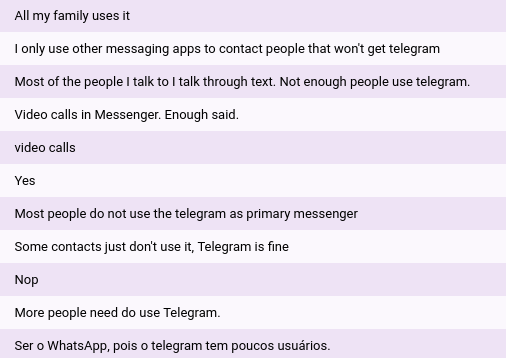 All my family uses it
I only use other messaging apps to contact people that won't get telegram
Most of the people I talk to I talk through text. Not enough people use telegram.
Video calls in Messenger. Enough said.
video calls
Yes
Most people do not use the telegram as primary messenger
Some contacts just don't use it, Telegram is fine
Nop
More people need do use Telegram.
Ser o WhatsApp, pois o telegram tem poucos usuários.